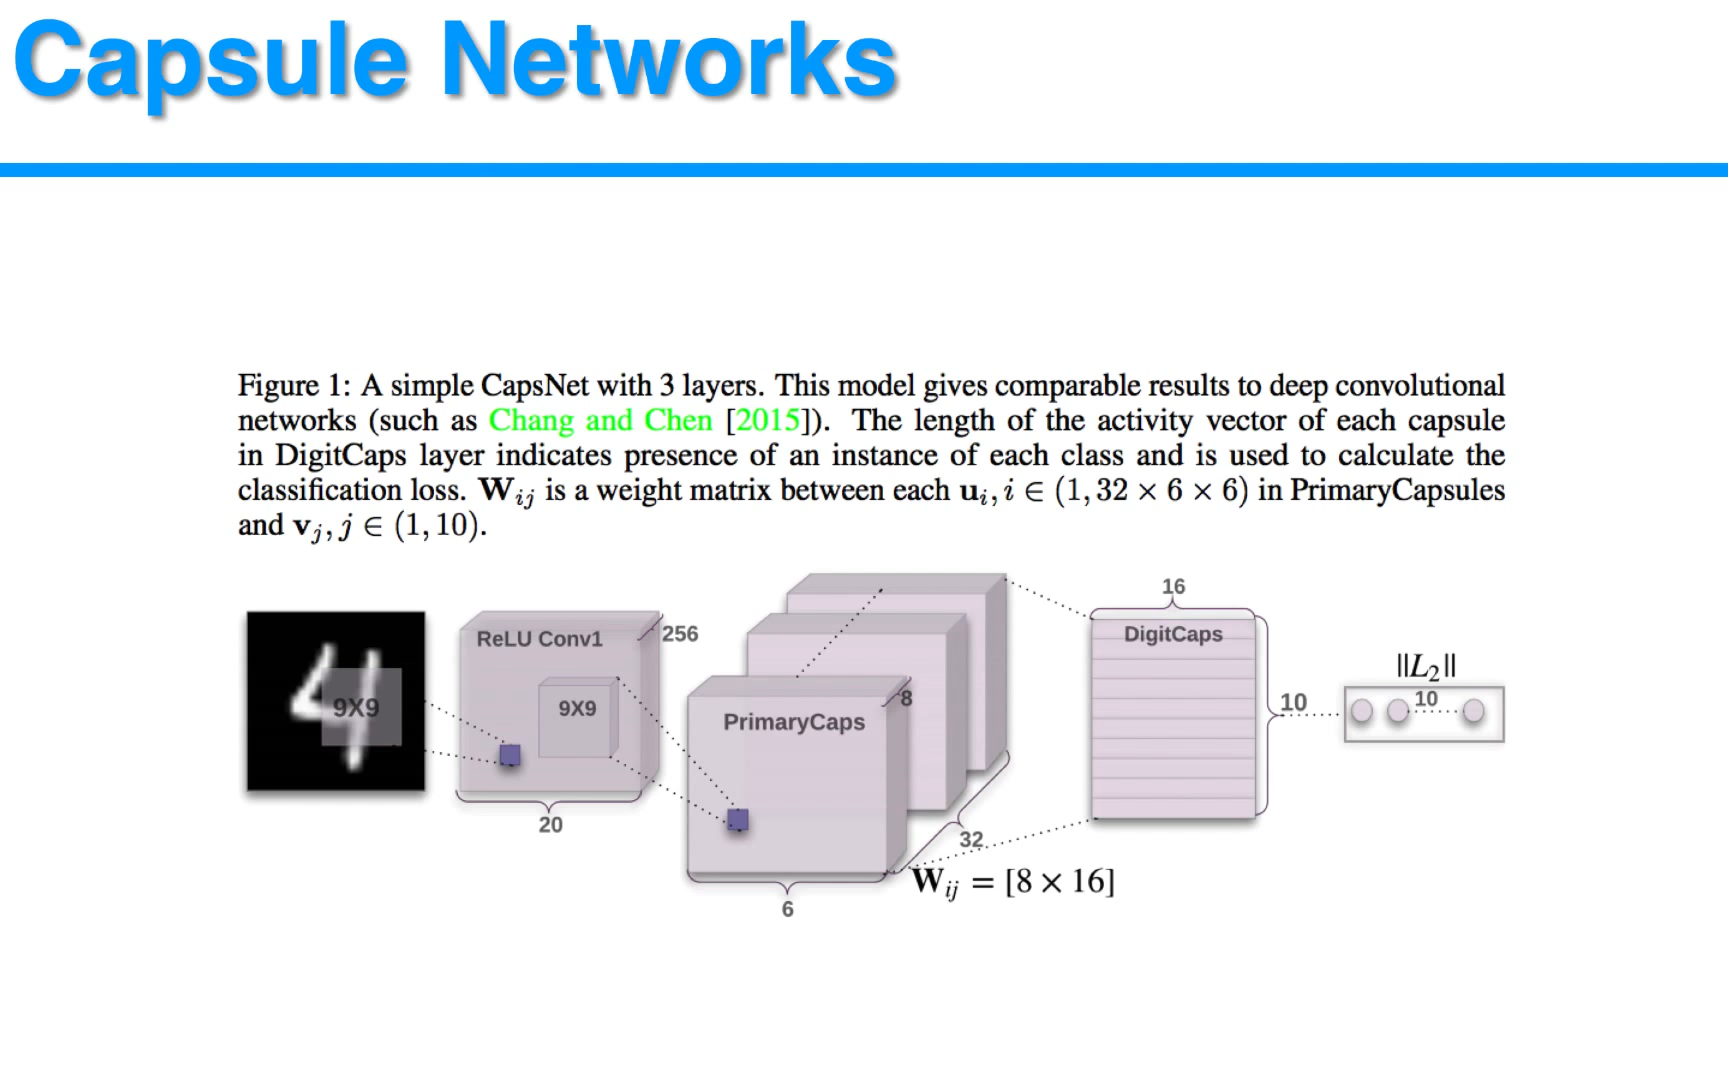 Capsule Networks
Figure 1: A simple CapsNet with 3 layers. This model gives comparable results to deep convolutional
networks (such as Chang and Chen [2015]). The length of the activity vector of each capsule
in DigitCaps layer indicates presence of an instance of each class and is used to calculate the
classification loss. W_ij is a weight matrix between each u_i, i ∈ (1, 32 × 6 × 6) in PrimaryCapsules
and v_j, j ∈ (1, 10).
4
9X9
ReLU Conv1
256
9X9
20
PrimaryCaps
8
6
32
W_ij = [8 × 16]
16
DigitCaps
10
||L_2||
10